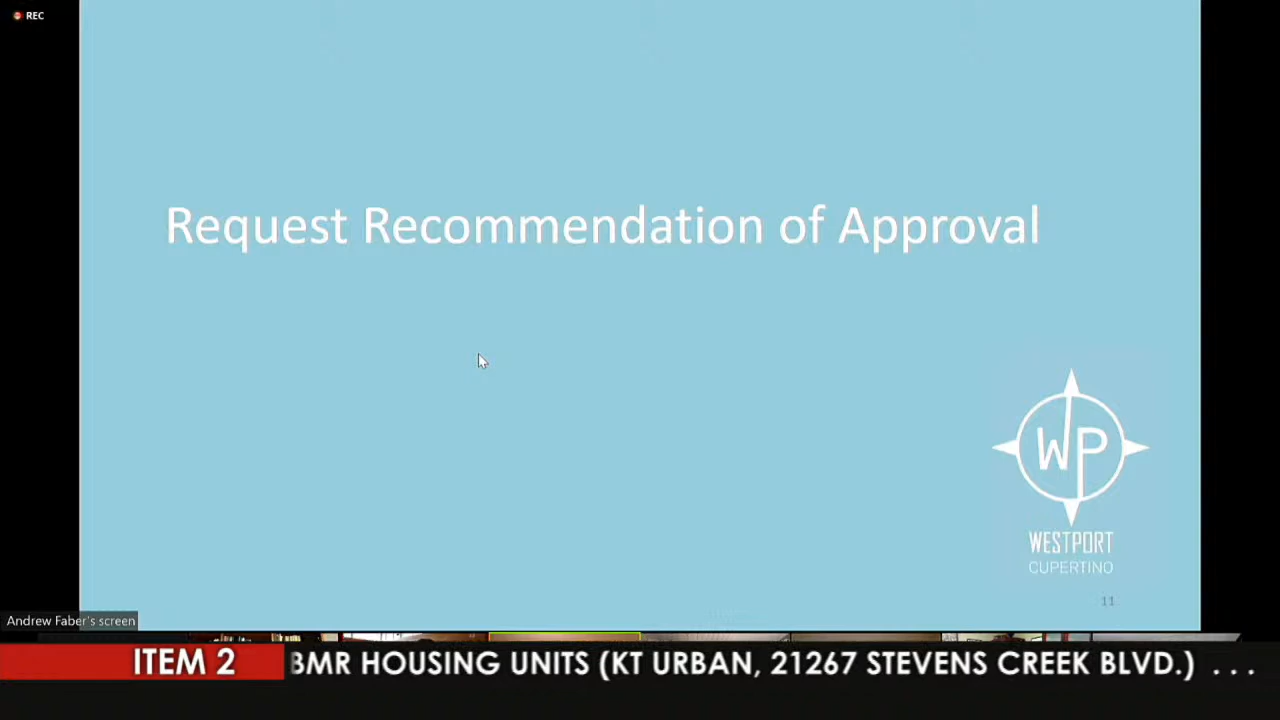 REC
Request Recommendation of Approval
WP
WESTPORT
CUPERTINO
11
Andrew Faber's screen
ITEM 2 BMR HOUSING UNITS (KT URBAN, 21267 STEVENS CREEK BLVD.) . . .